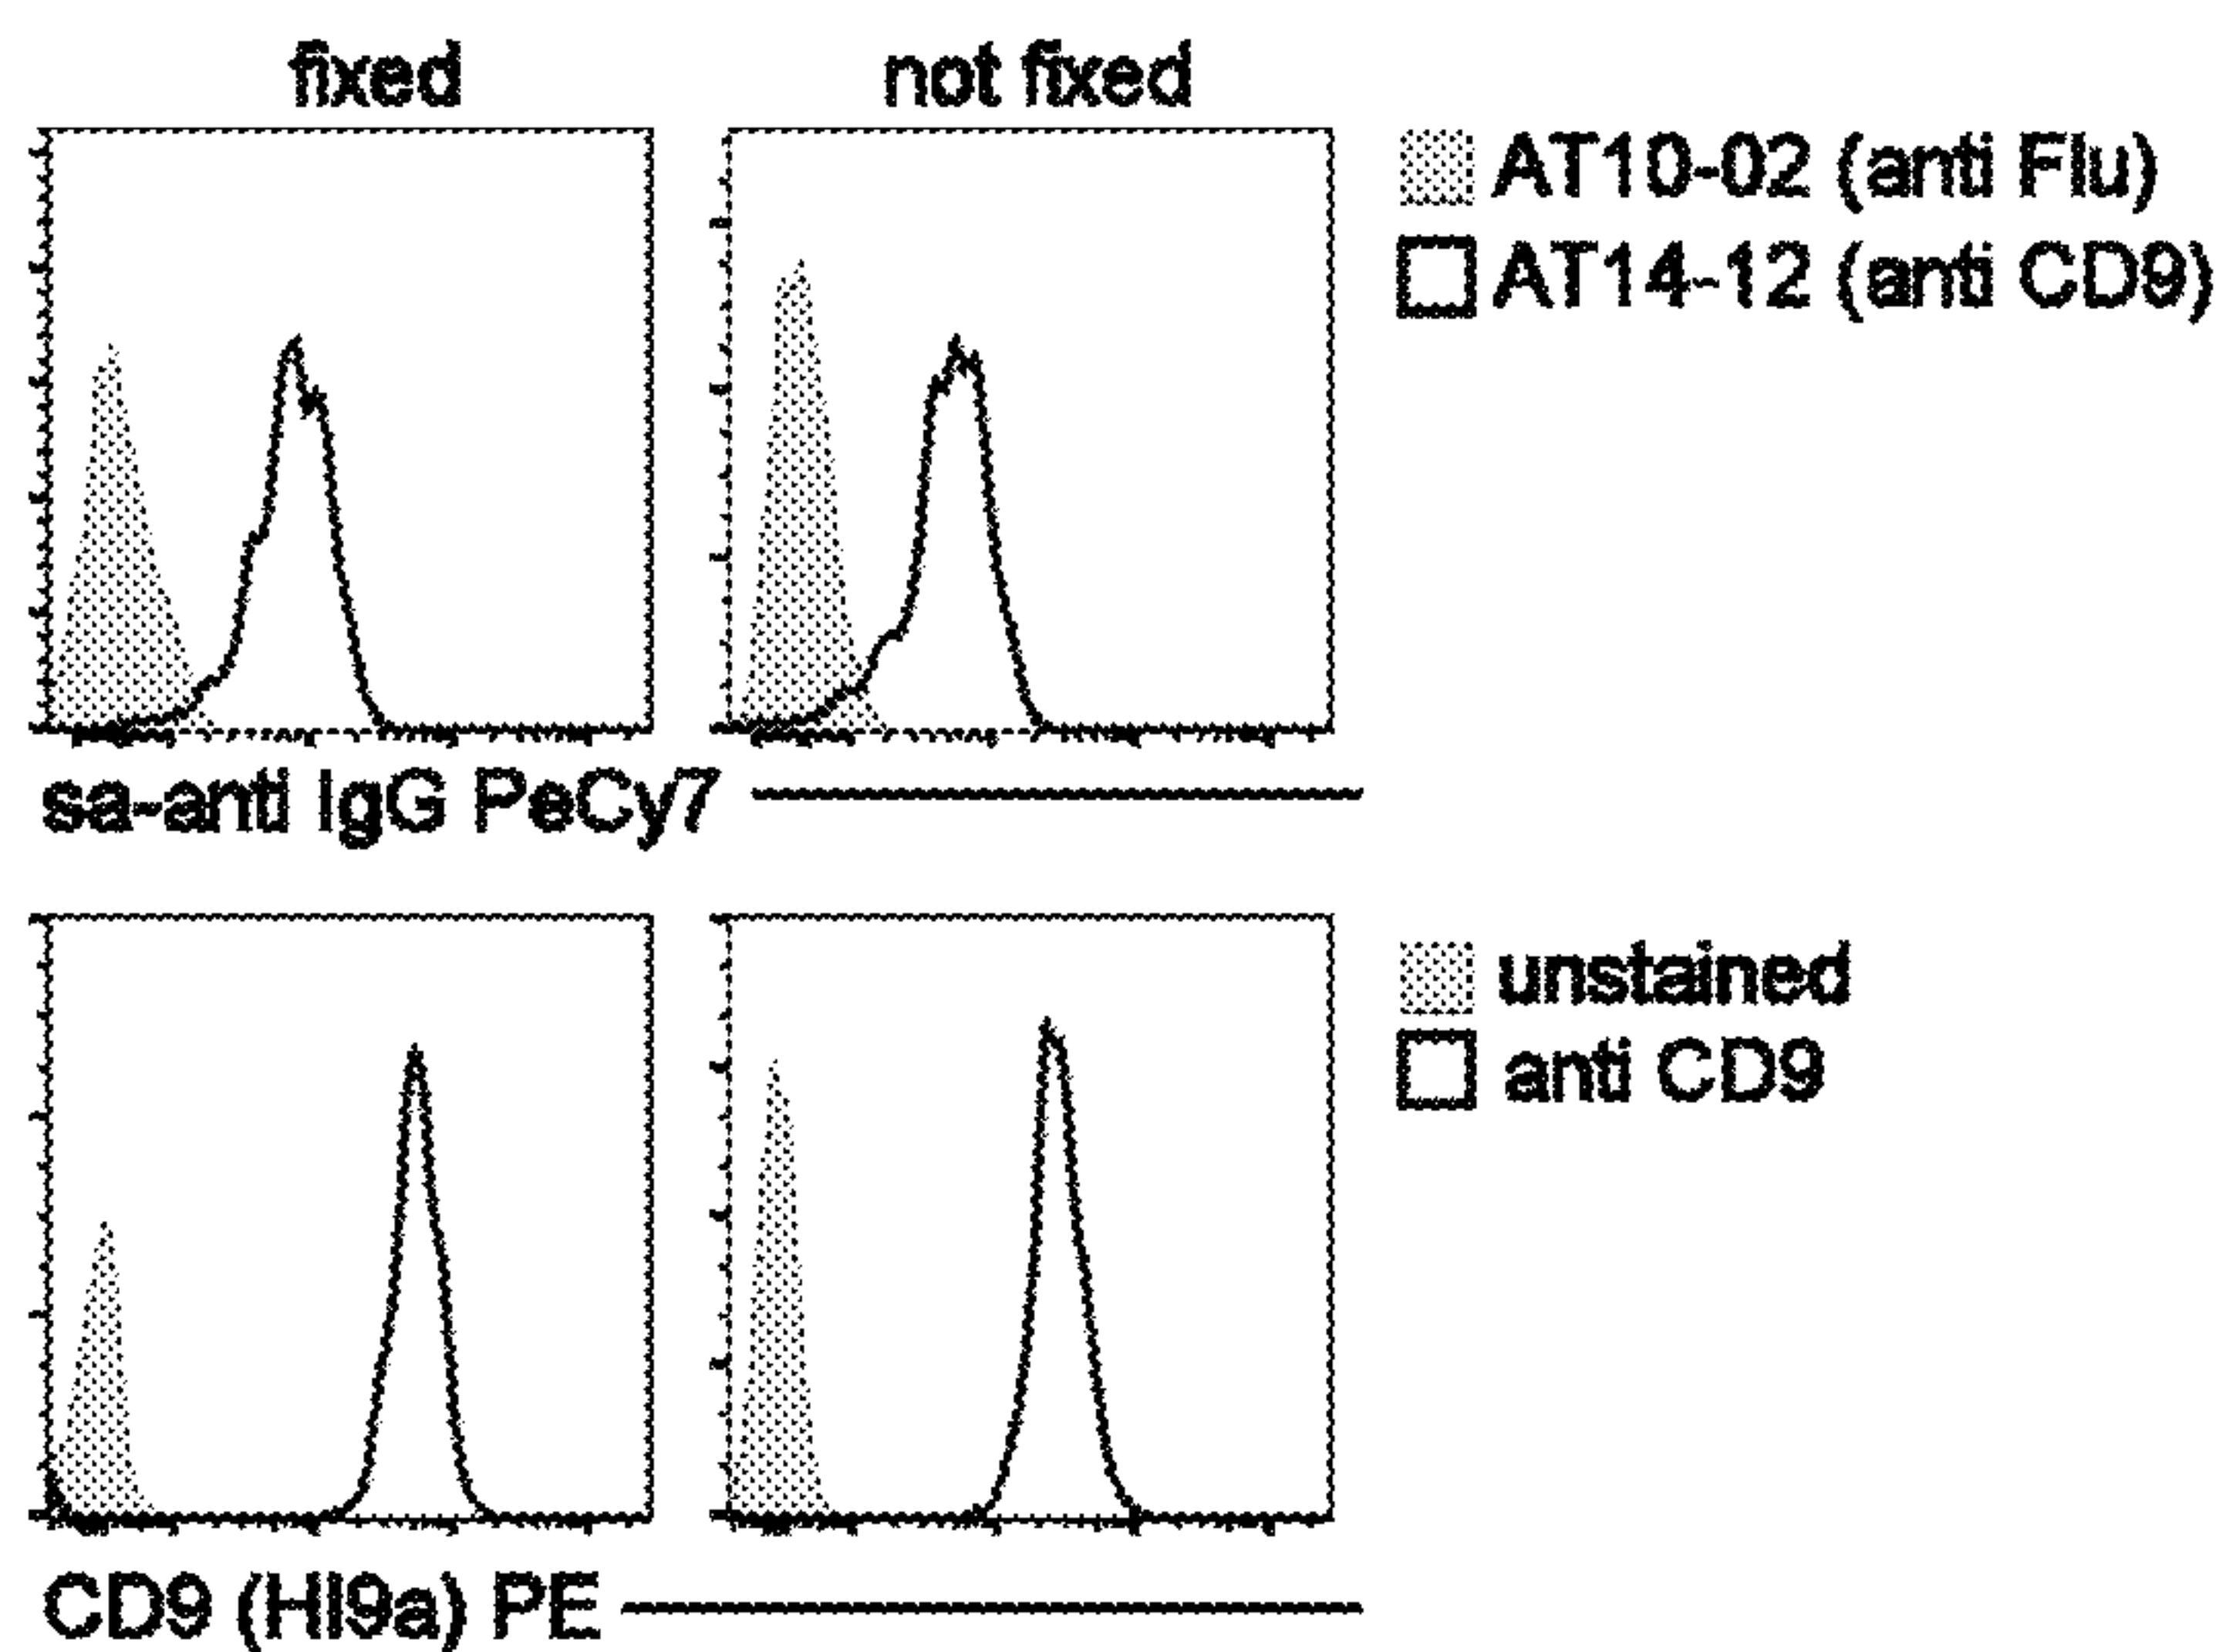 fixed
not fixed
AT10-02 (anti Flu)
AT14-12 (anti CD9)
sa-anti IgG PeCy7
unstained
anti CD9
CD9 (HI9a) PE